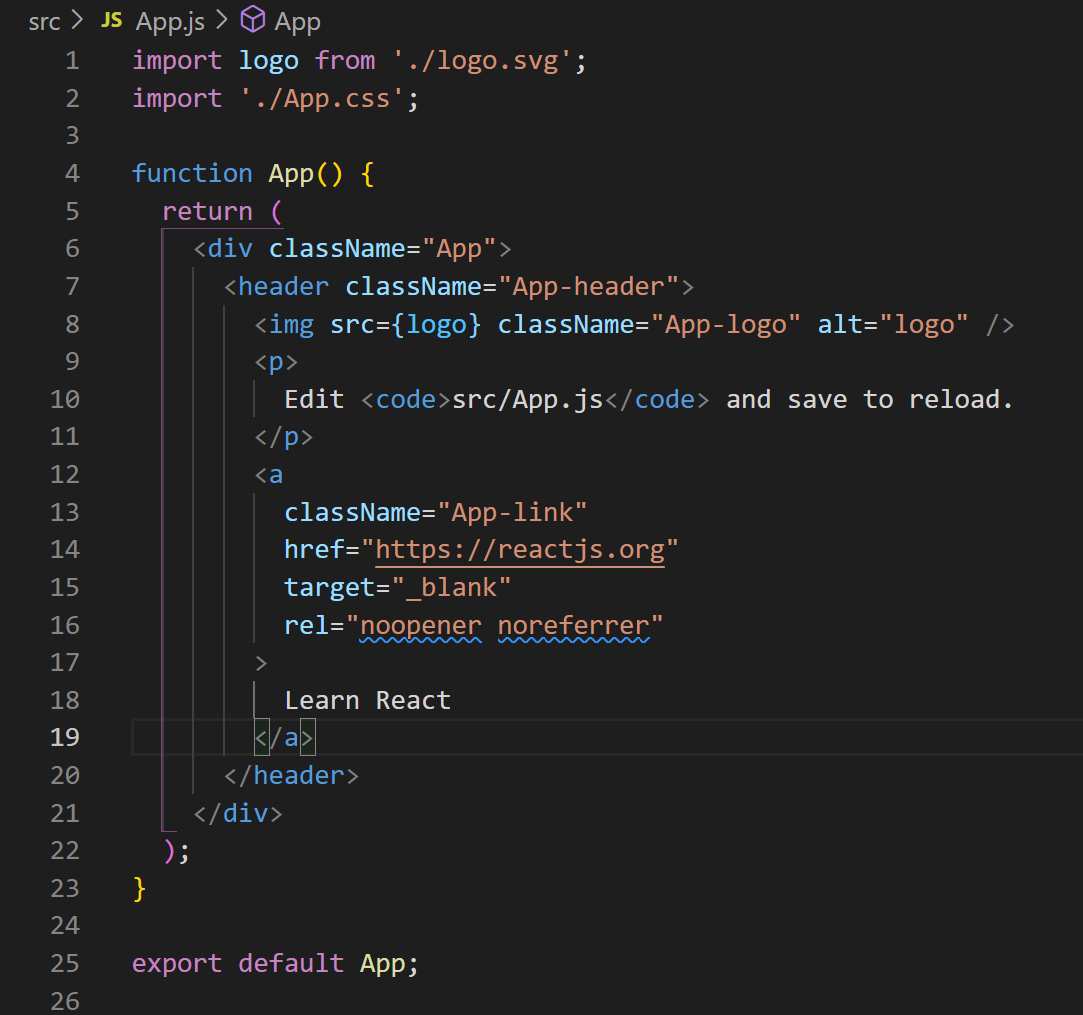 src > JS App.js > App
1 import logo from './logo.svg';
2 import './App.css';
3
4 function App() {
5   return (
6     <div className="App">
7       <header className="App-header">
8         <img src={logo} className="App-logo" alt="logo" />
9         <p>
10           Edit <code>src/App.js</code> and save to reload.
11         </p>
12         <a
13           className="App-link"
14           href="https://reactjs.org"
15           target="_blank"
16           rel="noopener noreferrer"
17         >
18           Learn React
19         </a>
20       </header>
21     </div>
22   );
23 }
24
25 export default App;
26